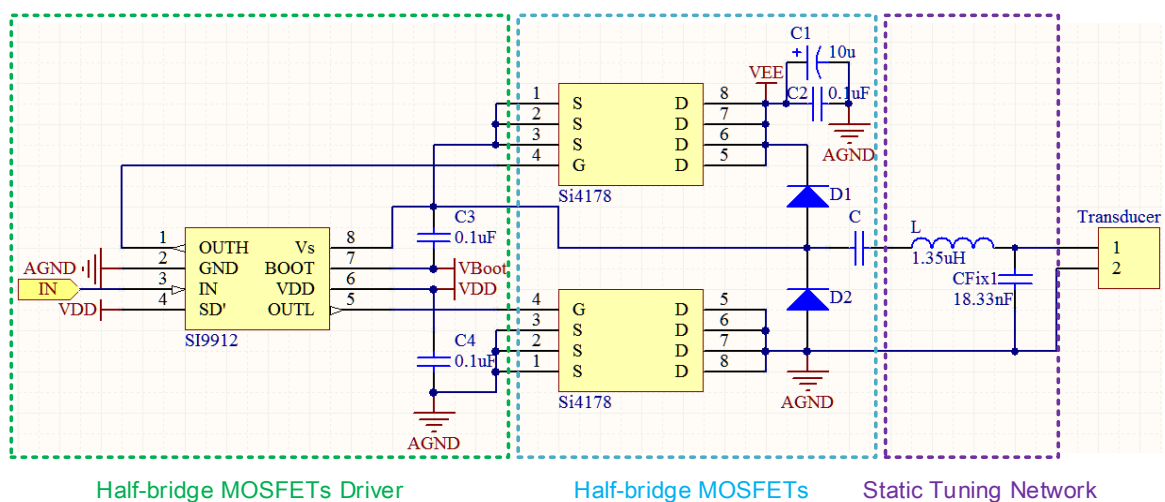 C1
10u
VEE
C2 0.1uF
AGND
1 S D 8
2 S D 7
3 S D 6
4 G D 5
Si4178
D1
C3
0.1uF
C
L
1.35uH
Transducer
1
2
1 OUTH Vs 8
AGND 2 GND BOOT 7 VBoot
IN 3 IN VDD 6 VDD
VDD 4 SD' OUTL 5
SI9912
CFix1
18.33nF
D2
4 G D 5
3 S D 6
2 S D 7
1 S D 8
C4
0.1uF
Si4178
AGND
AGND
Half-bridge MOSFETs Driver
Half-bridge MOSFETs
Static Tuning Network